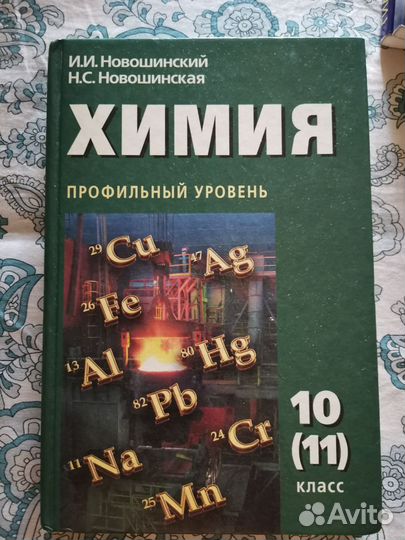 И.И. Новошинский
Н.С. Новошинская
ХИМИЯ
ПРОФИЛЬНЫЙ УРОВЕНЬ
29 Cu
47 Ag
26 Fe
13 Al
80 Hg
82 Pb
24 Cr
11 Na
25 Mn
10
(11)
класс
Avito